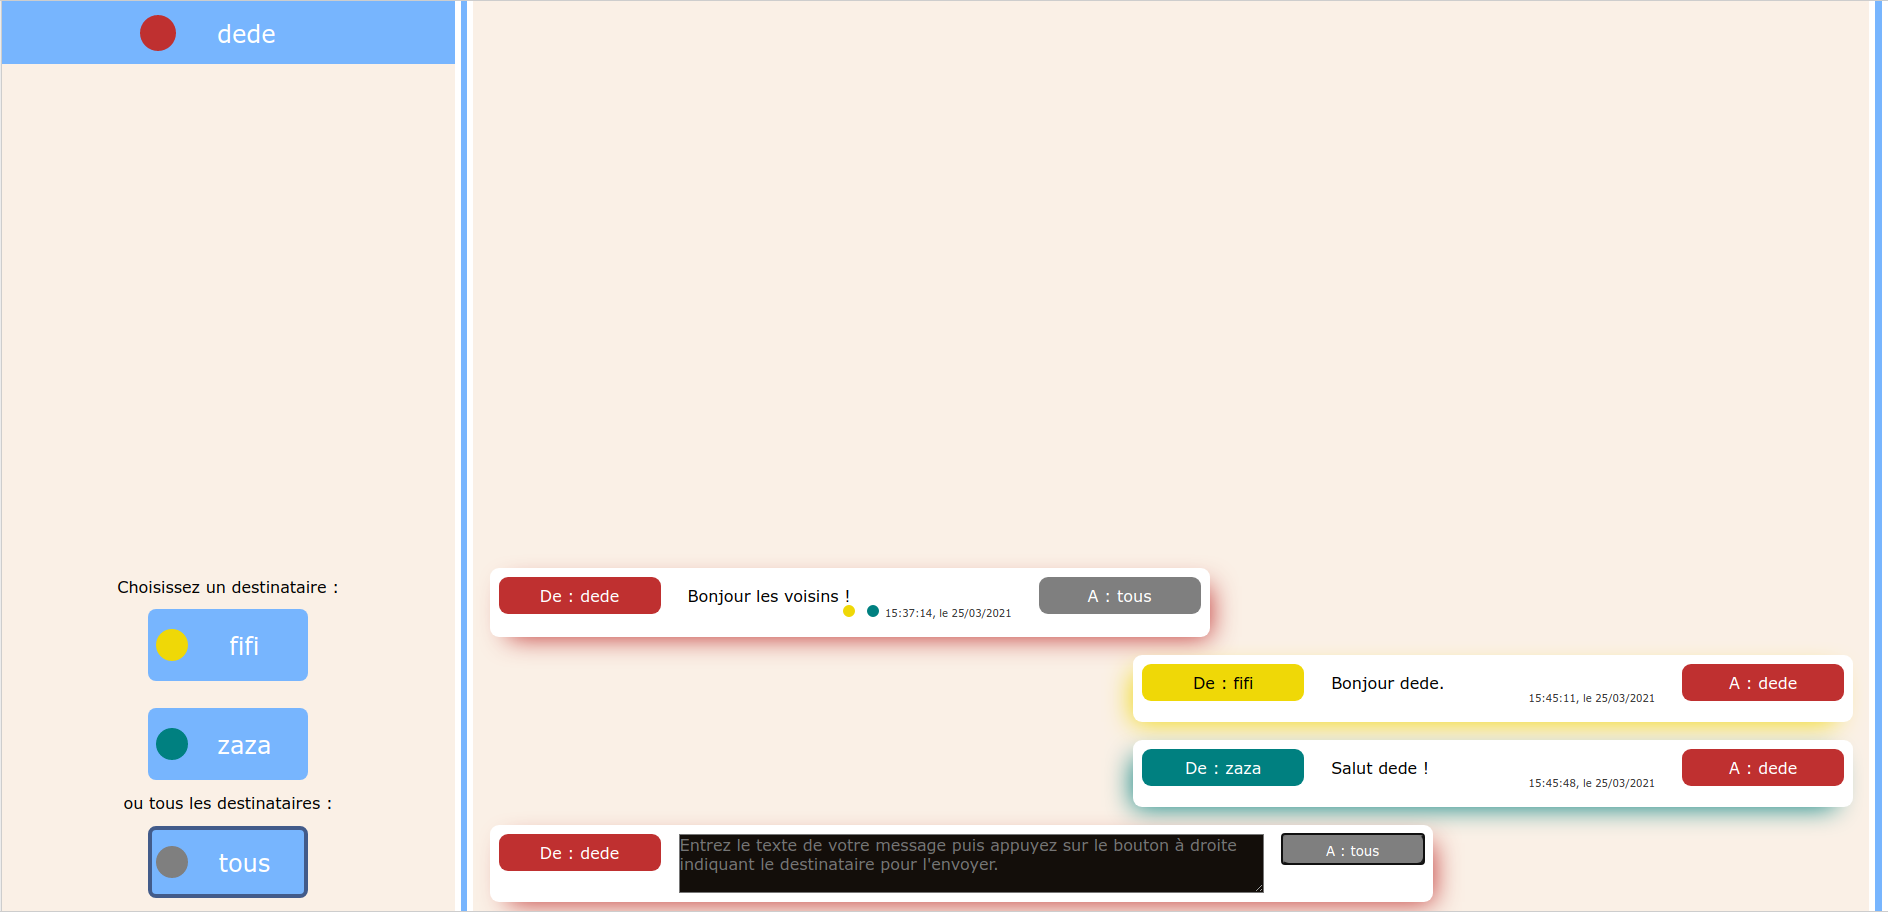 dede
Choisissez un destinataire :
fifi
zaza
ou tous les destinataires :
tous
De : dede
Bonjour les voisins !
15:37:14, le 25/03/2021
A : tous
De : fifi
Bonjour dede.
15:45:11, le 25/03/2021
A : dede
De : zaza
Salut dede !
15:45:48, le 25/03/2021
A : dede
De : dede
Entrez le texte de votre message puis appuyez sur le bouton à droite
indiquant le destinataire pour l'envoyer.
A : tous